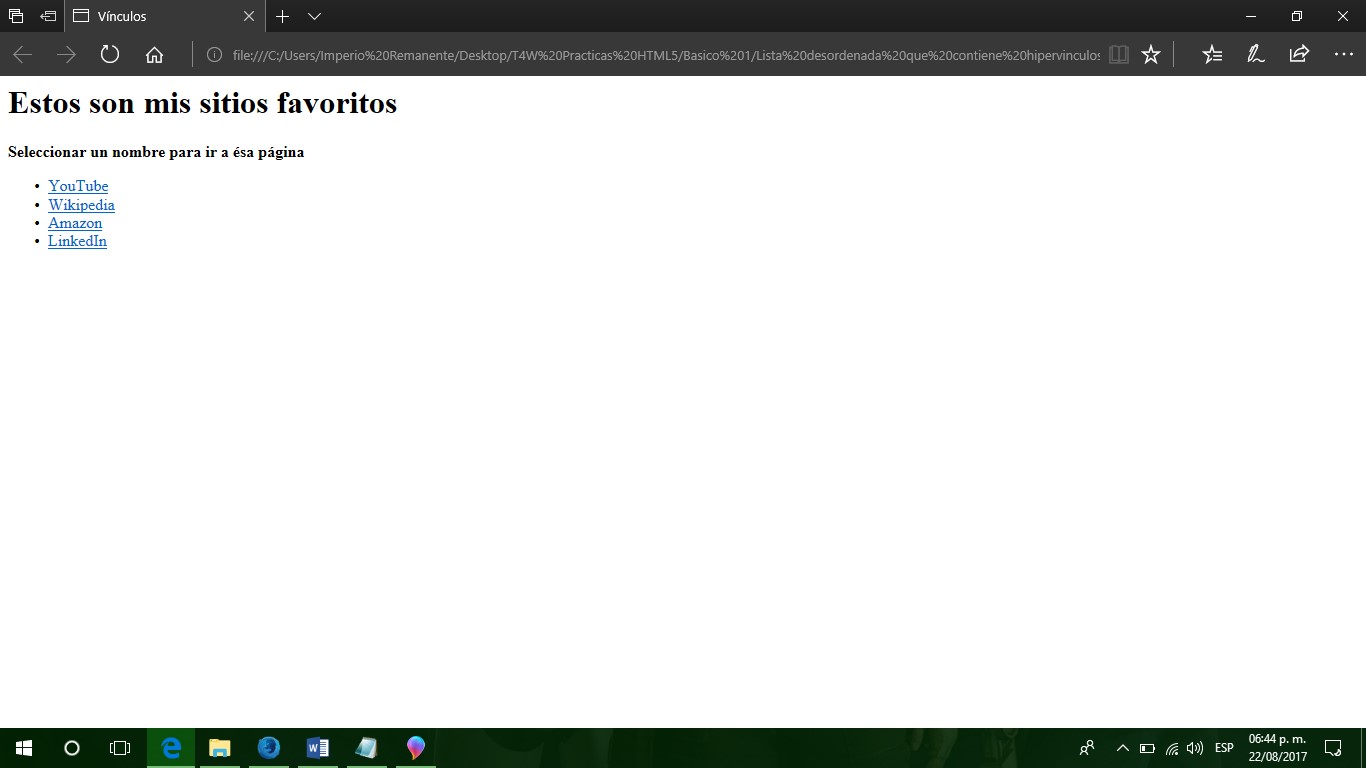 Vínculos
file:///C:/Users/Imperio%20Remanente/Desktop/T4W%20Practicas%20HTML5/Basico%201/Lista%20desordenada%20que%20contiene%20hipervinculos
Estos son mis sitios favoritos
Seleccionar un nombre para ir a ésa página
• YouTube
• Wikipedia
• Amazon
• LinkedIn
ESP
06:44 p. m.
22/08/2017